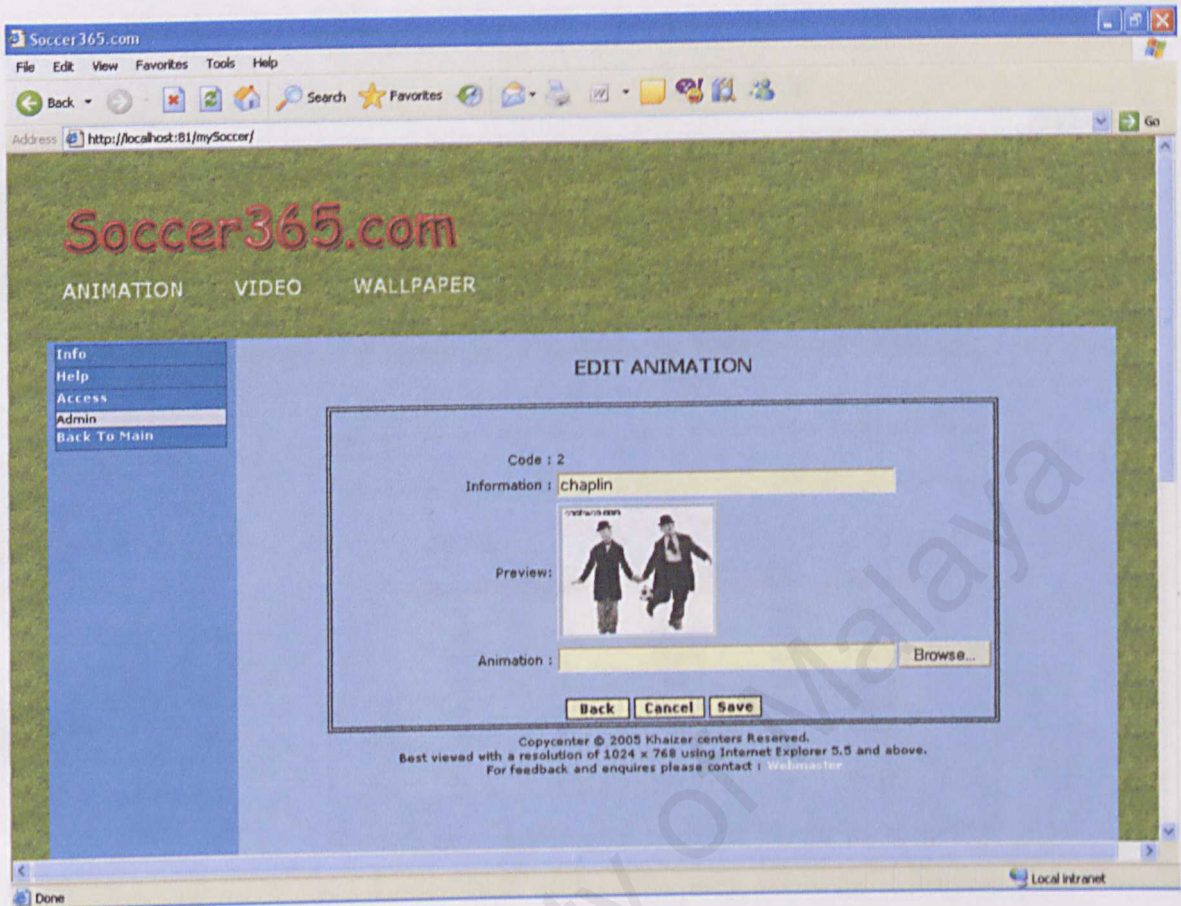 Soccer365.com
File Edit View Favorites Tools Help
Back Search Favorites
Address http://localhost:81/mySoccer/ Go
Soccer365.com
ANIMATION VIDEO WALLPAPER
Info
Help
Access
Admin
Back To Main
EDIT ANIMATION
Code : 2
Information : chaplin
Preview:
Animation : Browse...
Back Cancel Save
Copycenter © 2005 Khaizer centers Reserved.
Best viewed with a resolution of 1024 x 768 using Internet Explorer 5.5 and above.
For feedback and enquires please contact : Webmaster
Local intranet
Done
of Malaya